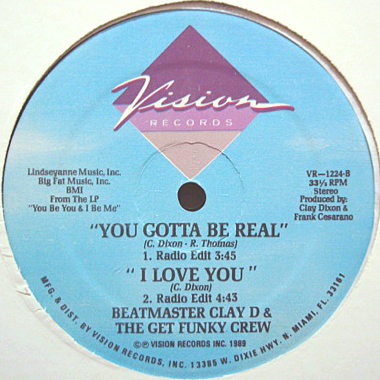 Vision
RECORDS
Lindseyanne Music, Inc.
Big Fat Music, Inc.
BMI
From The LP
"You Be You & I Be Me"
VR—1224-B
33⅓ RPM
Stereo
Produced by:
Clay Dixon &
Frank Cesarano
"YOU GOTTA BE REAL"
(C. Dixon - R. Thomas)
1. Radio Edit 3:45
"I LOVE YOU"
(C. Dixon)
2. Radio Edit 4:43
BEATMASTER CLAY D &
THE GET FUNKY CREW
©℗ VISION RECORDS INC. 1989
MFG. & DIST. BY VISION RECORDS, INC. 13385 W. DIXIE HWY. N. MIAMI, FL. 33161